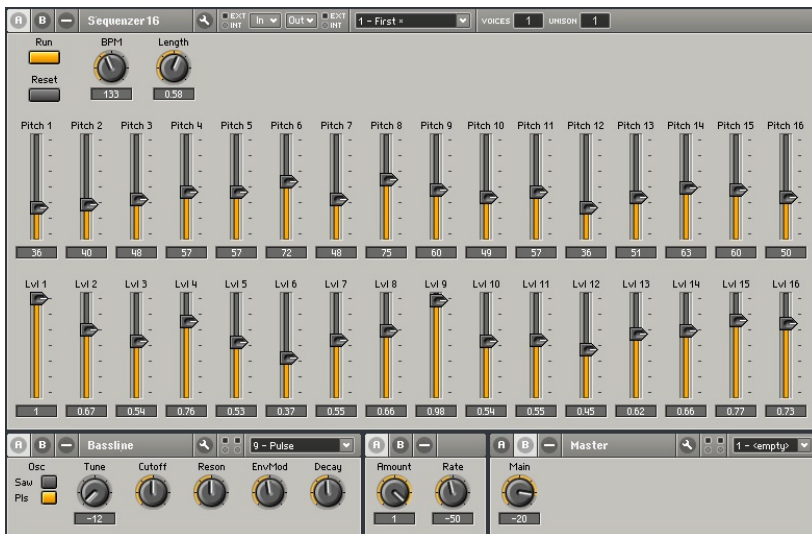 A B Sequenzer16 EXT INT In Out EXT INT 1 - First × VOICES 1 UNISON 1
Run BPM Length
Reset
133 0.58
Pitch 1 Pitch 2 Pitch 3 Pitch 4 Pitch 5 Pitch 6 Pitch 7 Pitch 8 Pitch 9 Pitch 10 Pitch 11 Pitch 12 Pitch 13 Pitch 14 Pitch 15 Pitch 16
36 40 48 57 57 72 48 75 60 49 57 36 51 63 60 50
Lvl 1 Lvl 2 Lvl 3 Lvl 4 Lvl 5 Lvl 6 Lvl 7 Lvl 8 Lvl 9 Lvl 10 Lvl 11 Lvl 12 Lvl 13 Lvl 14 Lvl 15 Lvl 16
1 0.67 0.54 0.76 0.53 0.37 0.55 0.66 0.98 0.54 0.55 0.45 0.62 0.66 0.77 0.73
A B Bassline 9 - Pulse A B A B Master 1 - <empty>
Osc Tune Cutoff Reson EnvMod Decay Amount Rate Main
Saw
Pls
-12 1 -50 -20